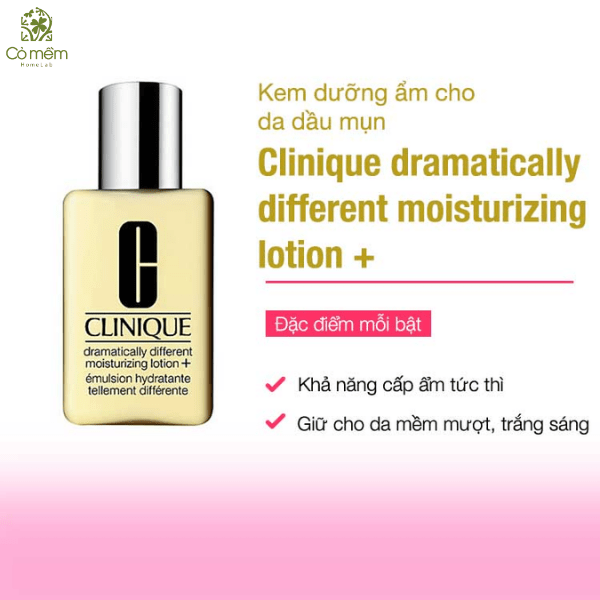 Cỏ mềm
HomeLab
Kem dưỡng ẩm cho
da dầu mụn
Clinique dramatically
different moisturizing
lotion +
Đặc điểm mỗi bật
Khả năng cấp ẩm tức thì
Giữ cho da mềm mượt, trắng sáng
C
CLINIQUE
dramatically different
moisturizing lotion +
émulsion hydratante
tellement différente